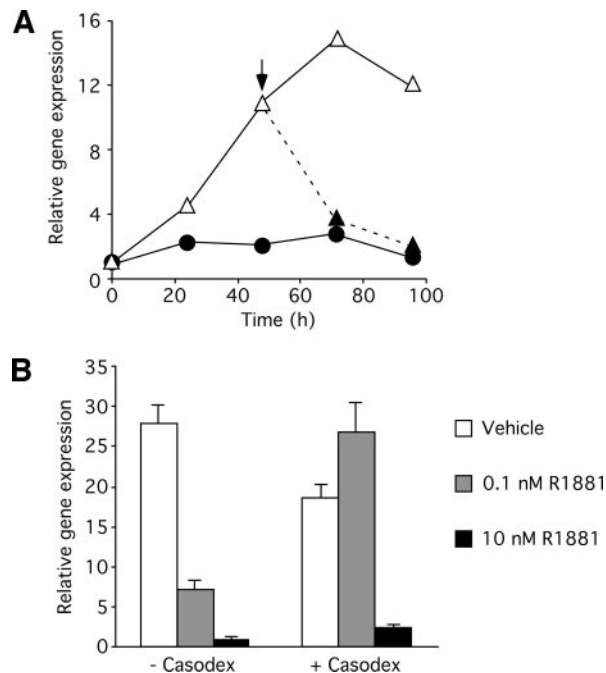 A
Relative gene expression
16
12
8
4
0
0 20 40 60 80 100
Time (h)
B
Relative gene expression
35
30
25
20
15
10
5
0
- Casodex + Casodex
Vehicle
0.1 nM R1881
10 nM R1881